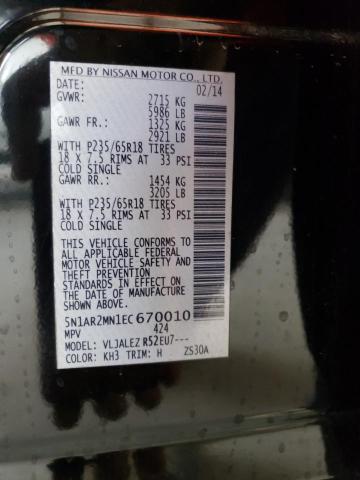 MFD BY NISSAN MOTOR CO., LTD.
DATE: 02/14
GVWR: 2715 KG
5986 LB
GAWR FR.: 1325 KG
2921 LB
WITH P235/65R18 TIRES
18 X 7.5 RIMS AT 33 PSI
COLD SINGLE
GAWR RR.: 1454 KG
3205 LB
WITH P235/65R18 TIRES
18 X 7.5 RIMS AT 33 PSI
COLD SINGLE
THIS VEHICLE CONFORMS TO
ALL APPLICABLE FEDERAL
MOTOR VEHICLE SAFETY AND
THEFT PREVENTION
STANDARDS IN EFFECT ON
THE DATE OF MANUFACTURE
SHOWN ABOVE.
5N1AR2MN1EC670010
MPV 424
MODEL: VLJALEZ R52EU7---
COLOR: KH3 TRIM: H ZS30A